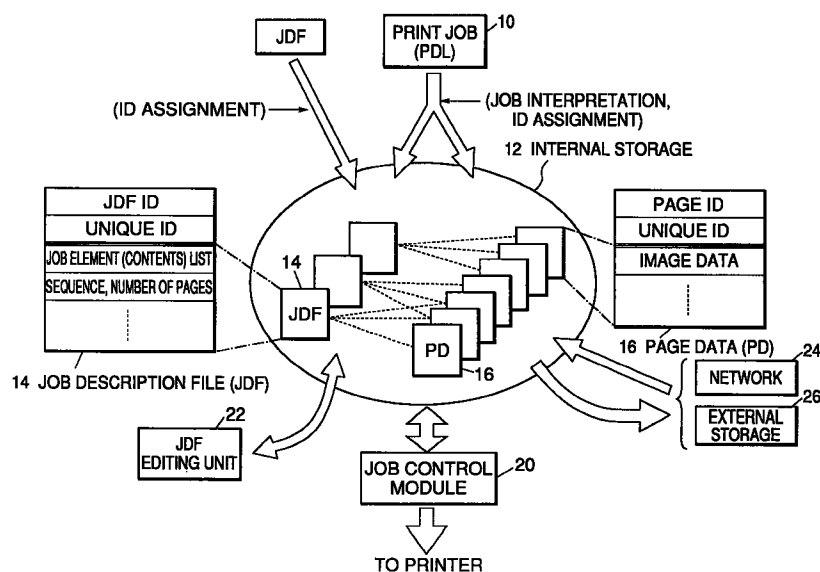 JDF
PRINT JOB
(PDL)
10
(ID ASSIGNMENT)
(JOB INTERPRETATION,
ID ASSIGNMENT)
12 INTERNAL STORAGE
JDF ID
UNIQUE ID
JOB ELEMENT (CONTENTS) LIST
SEQUENCE, NUMBER OF PAGES
14 JOB DESCRIPTION FILE (JDF)
14
JDF
PD
16
PAGE ID
UNIQUE ID
IMAGE DATA
16 PAGE DATA (PD)
24
NETWORK
26
EXTERNAL
STORAGE
22
JDF
EDITING UNIT
JOB CONTROL
MODULE
20
TO PRINTER